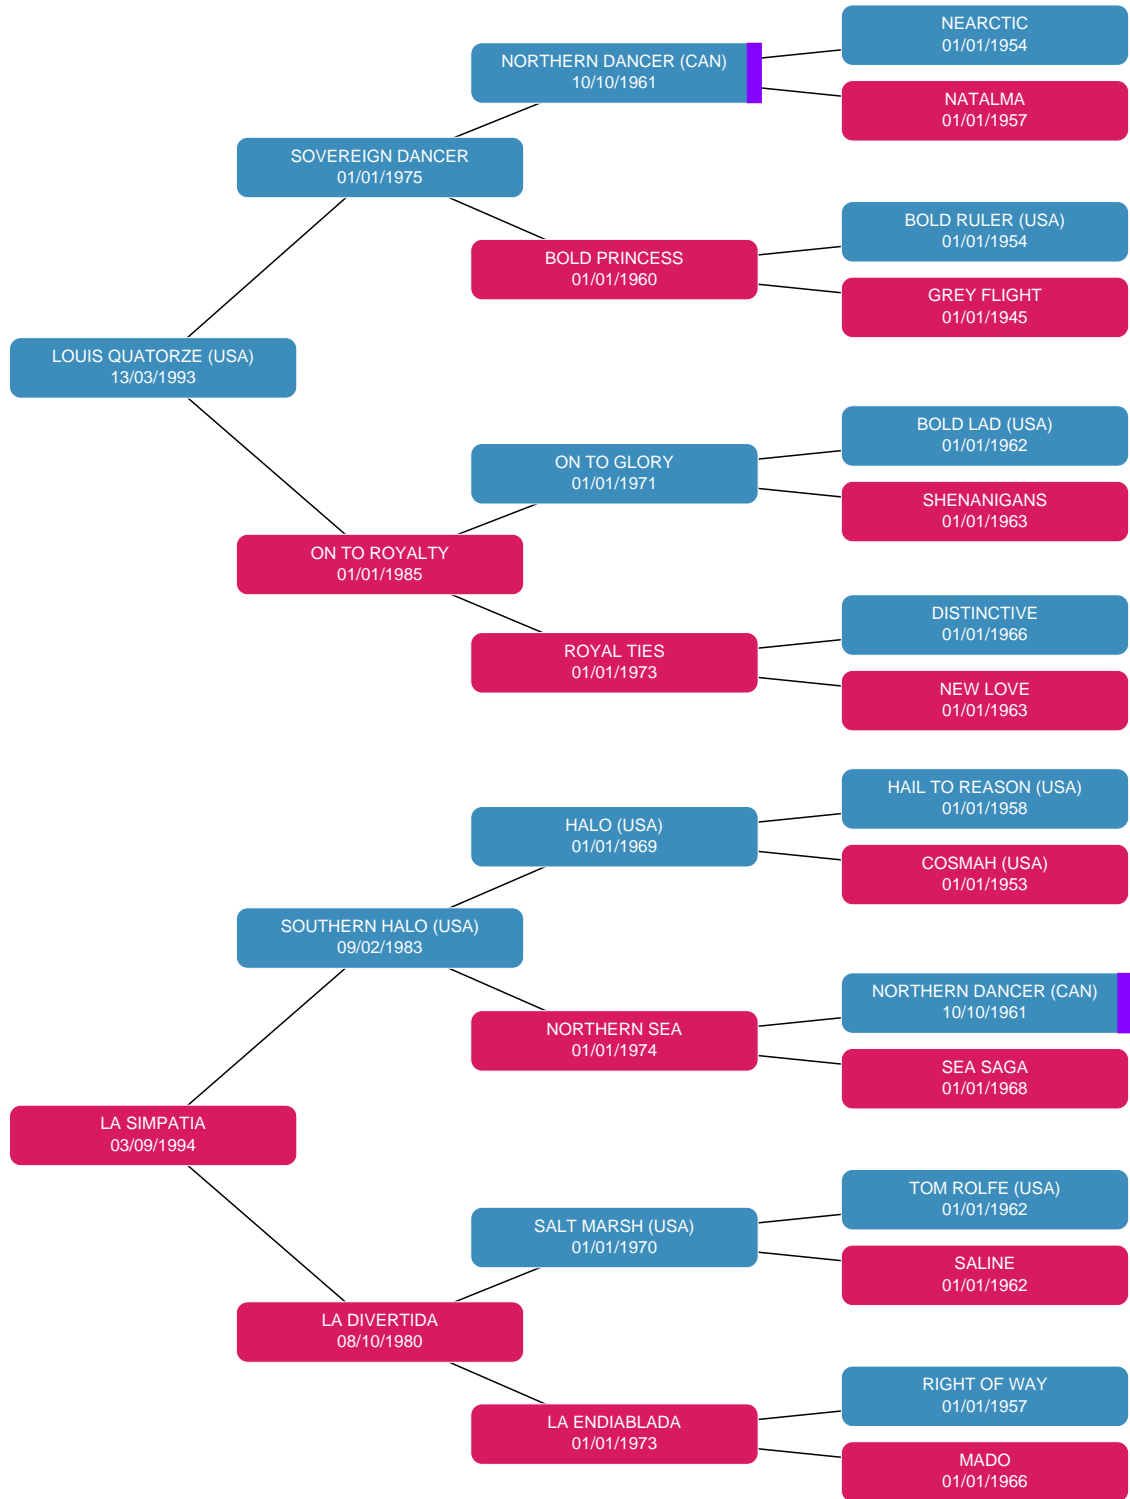 NEARCTIC
01/01/1954
NORTHERN DANCER (CAN)
10/10/1961
NATALMA
01/01/1957
SOVEREIGN DANCER
01/01/1975
BOLD RULER (USA)
01/01/1954
BOLD PRINCESS
01/01/1960
GREY FLIGHT
01/01/1945
LOUIS QUATORZE (USA)
13/03/1993
BOLD LAD (USA)
01/01/1962
ON TO GLORY
01/01/1971
SHENANIGANS
01/01/1963
ON TO ROYALTY
01/01/1985
DISTINCTIVE
01/01/1966
ROYAL TIES
01/01/1973
NEW LOVE
01/01/1963
HAIL TO REASON (USA)
01/01/1958
HALO (USA)
01/01/1969
COSMAH (USA)
01/01/1953
SOUTHERN HALO (USA)
09/02/1983
NORTHERN DANCER (CAN)
10/10/1961
NORTHERN SEA
01/01/1974
SEA SAGA
01/01/1968
LA SIMPATIA
03/09/1994
TOM ROLFE (USA)
01/01/1962
SALT MARSH (USA)
01/01/1970
SALINE
01/01/1962
LA DIVERTIDA
08/10/1980
RIGHT OF WAY
01/01/1957
LA ENDIABLADA
01/01/1973
MADO
01/01/1966